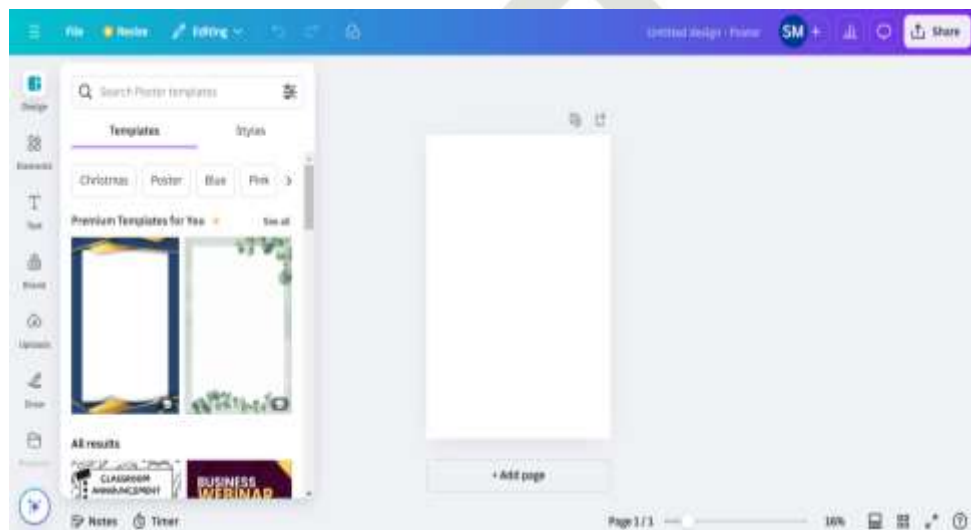 File Resize Editing Untitled design - Poster SM + Share
Design
Elements
Text
Brand
Uploads
Draw
Projects
Search Poster templates
Templates Styles
Christmas Poster Blue Pink
Premium Templates for You See all
All results
CLASSROOM
ANNOUNCEMENT
BUSINESS
WEBINAR
+ Add page
Notes Timer
Page 1/1 16%